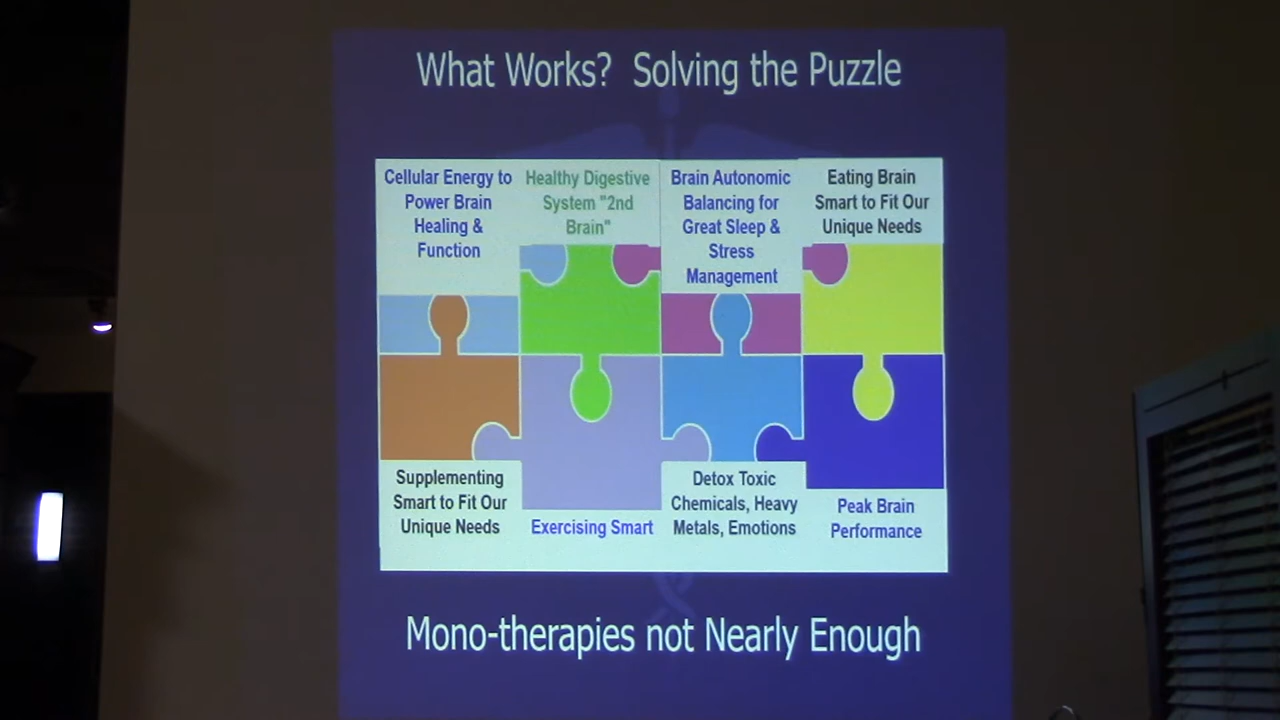 What Works?  Solving the Puzzle
Cellular Energy to
Power Brain
Healing &
Function
Healthy Digestive
System "2nd
Brain"
Brain Autonomic
Balancing for
Great Sleep &
Stress
Management
Eating Brain
Smart to Fit Our
Unique Needs
Supplementing
Smart to Fit Our
Unique Needs
Exercising Smart
Detox Toxic
Chemicals, Heavy
Metals, Emotions
Peak Brain
Performance
Mono-therapies not Nearly Enough